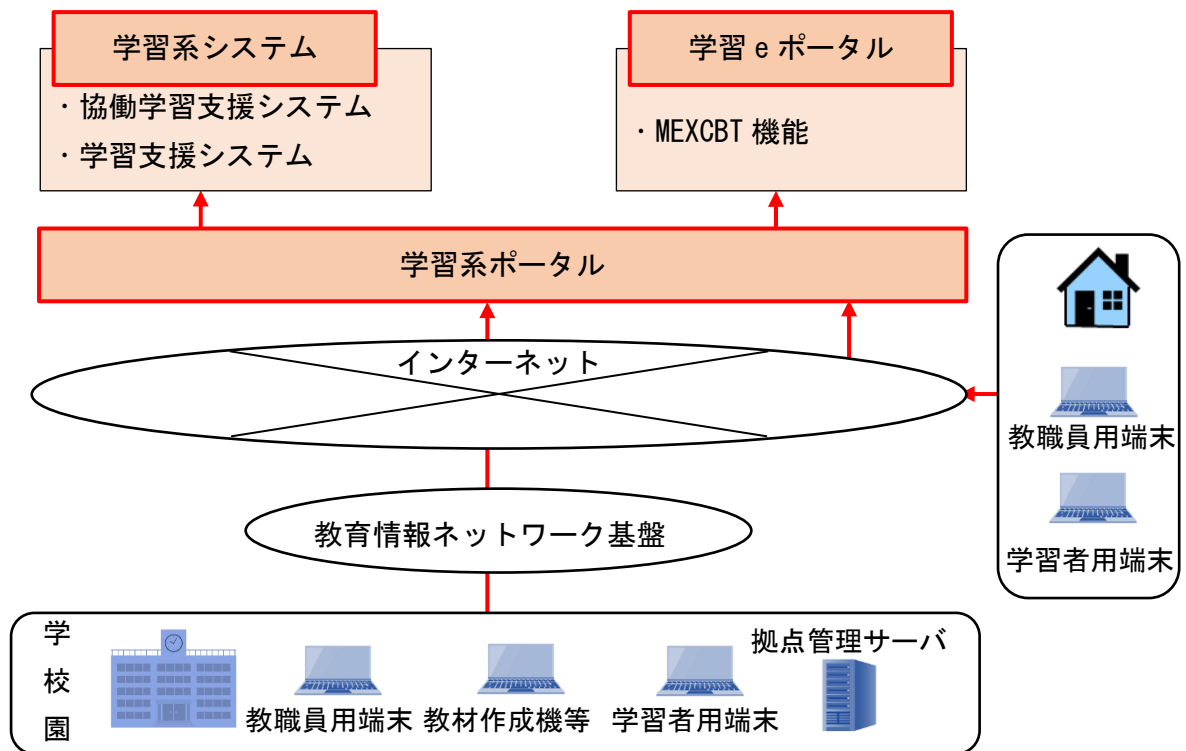 学習系システム
・協働学習支援システム
・学習支援システム
学習 e ポータル
・MEXCBT 機能
学習系ポータル
インターネット
教職員用端末
学習者用端末
教育情報ネットワーク基盤
学校園
教職員用端末
教材作成機等
学習者用端末
拠点管理サーバ